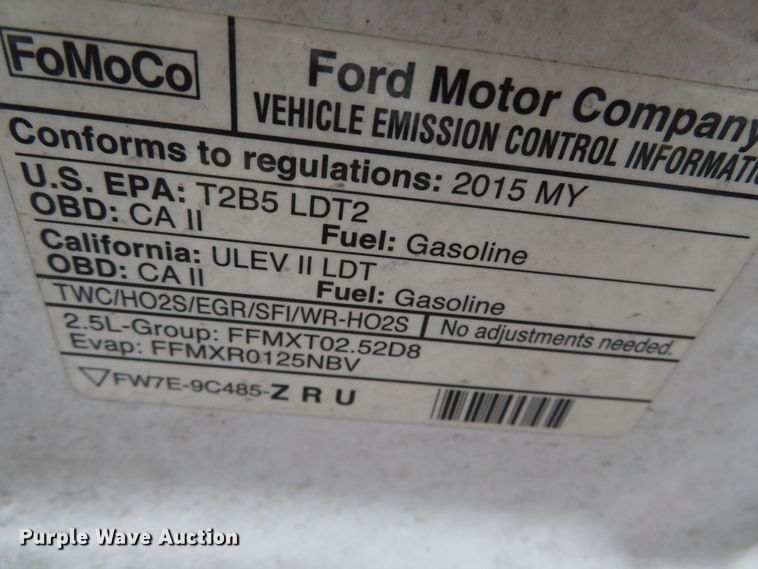 FoMoCo
Ford Motor Company
VEHICLE EMISSION CONTROL INFORMATI
Conforms to regulations: 2015 MY
U.S. EPA: T2B5 LDT2
OBD: CA II Fuel: Gasoline
California: ULEV II LDT
OBD: CA II Fuel: Gasoline
TWC/HO2S/EGR/SFI/WR-HO2S No adjustments needed.
2.5L-Group: FFMXT02.52D8
Evap: FFMXR0125NBV
FW7E-9C485-Z R U
Purple Wave Auction